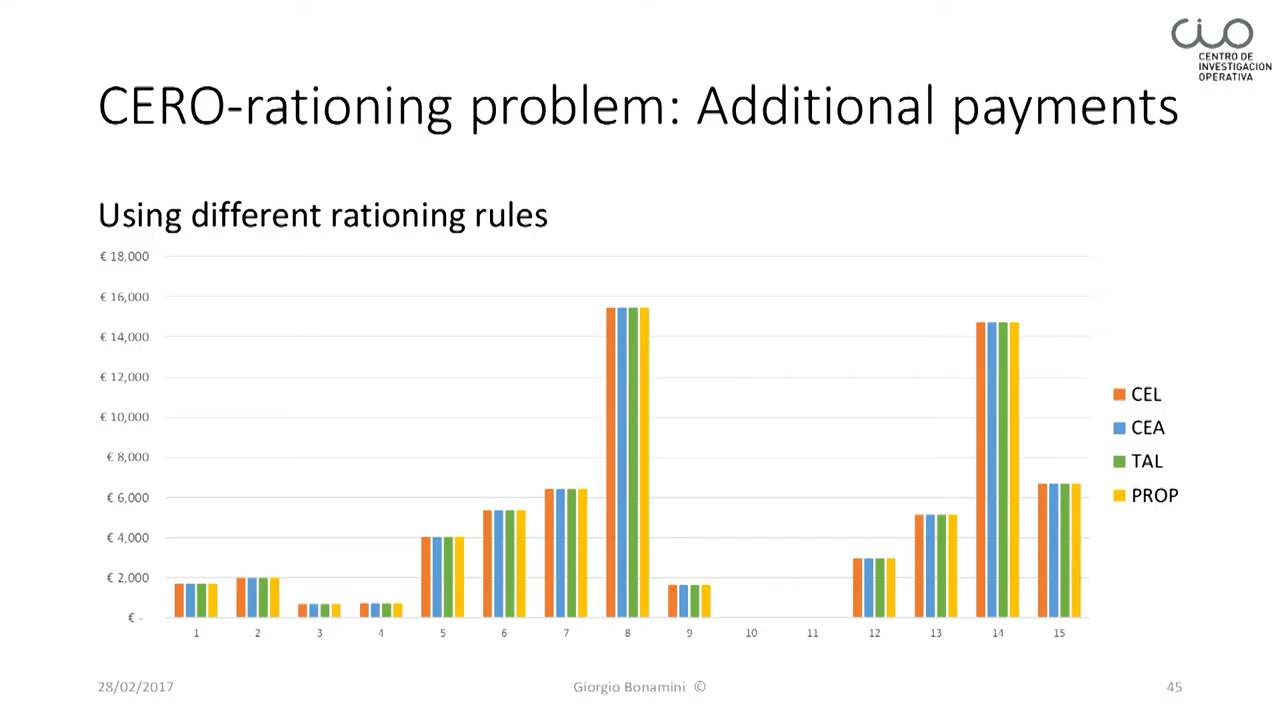 CIO
CENTRO DE
INVESTIGACION
OPERATIVA
CERO-rationing problem: Additional payments
Using different rationing rules
€ 18,000
€ 16,000
€ 14,000
€ 12,000
€ 10,000
€ 8,000
€ 6,000
€ 4,000
€ 2,000
€ -
1 2 3 4 5 6 7 8 9 10 11 12 13 14 15
CEL
CEA
TAL
PROP
28/02/2017 Giorgio Bonamini © 45